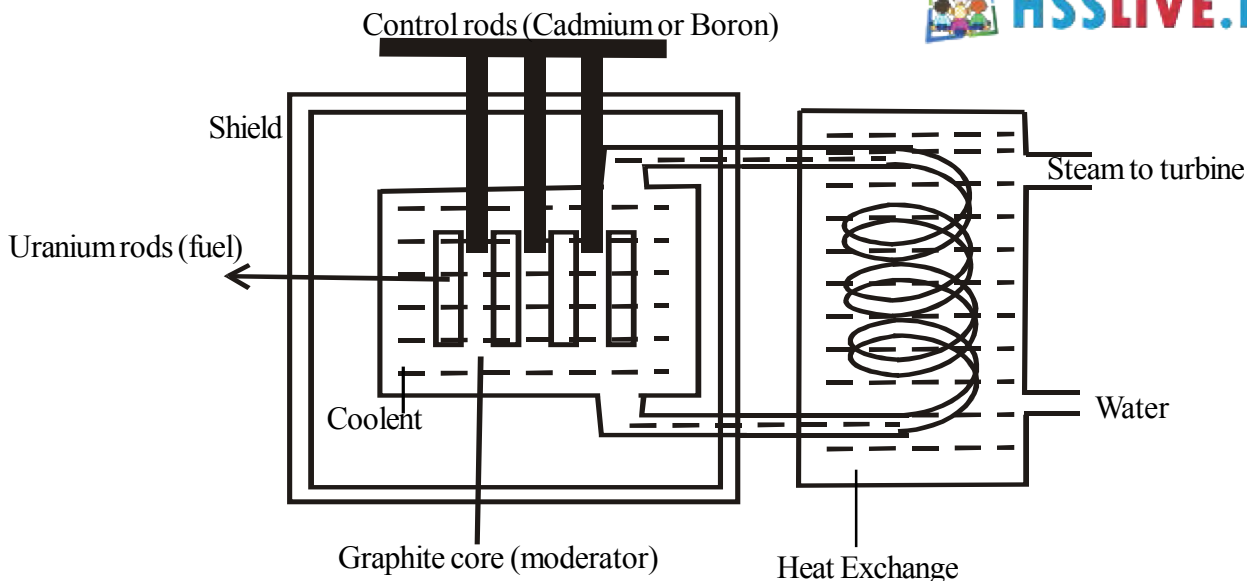 HSSLIVE.
Control rods (Cadmium or Boron)
Shield
Steam to turbine
Uranium rods (fuel)
Coolent
Water
Graphite core (moderator)
Heat Exchange